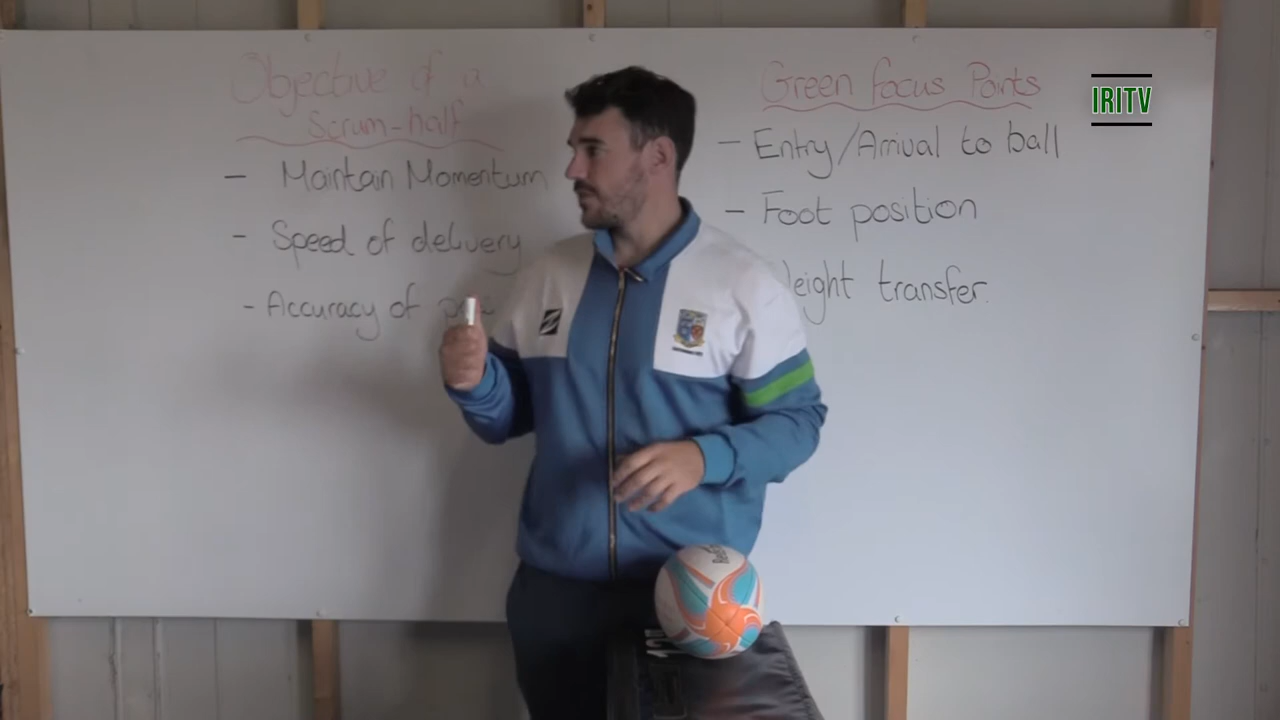 Objective of a
Scrum-half
- Maintain Momentum
- Speed of delivery
- Accuracy of
Green focus Points
- Entry/Arrival to ball
- Foot position
transfer.
IRITV